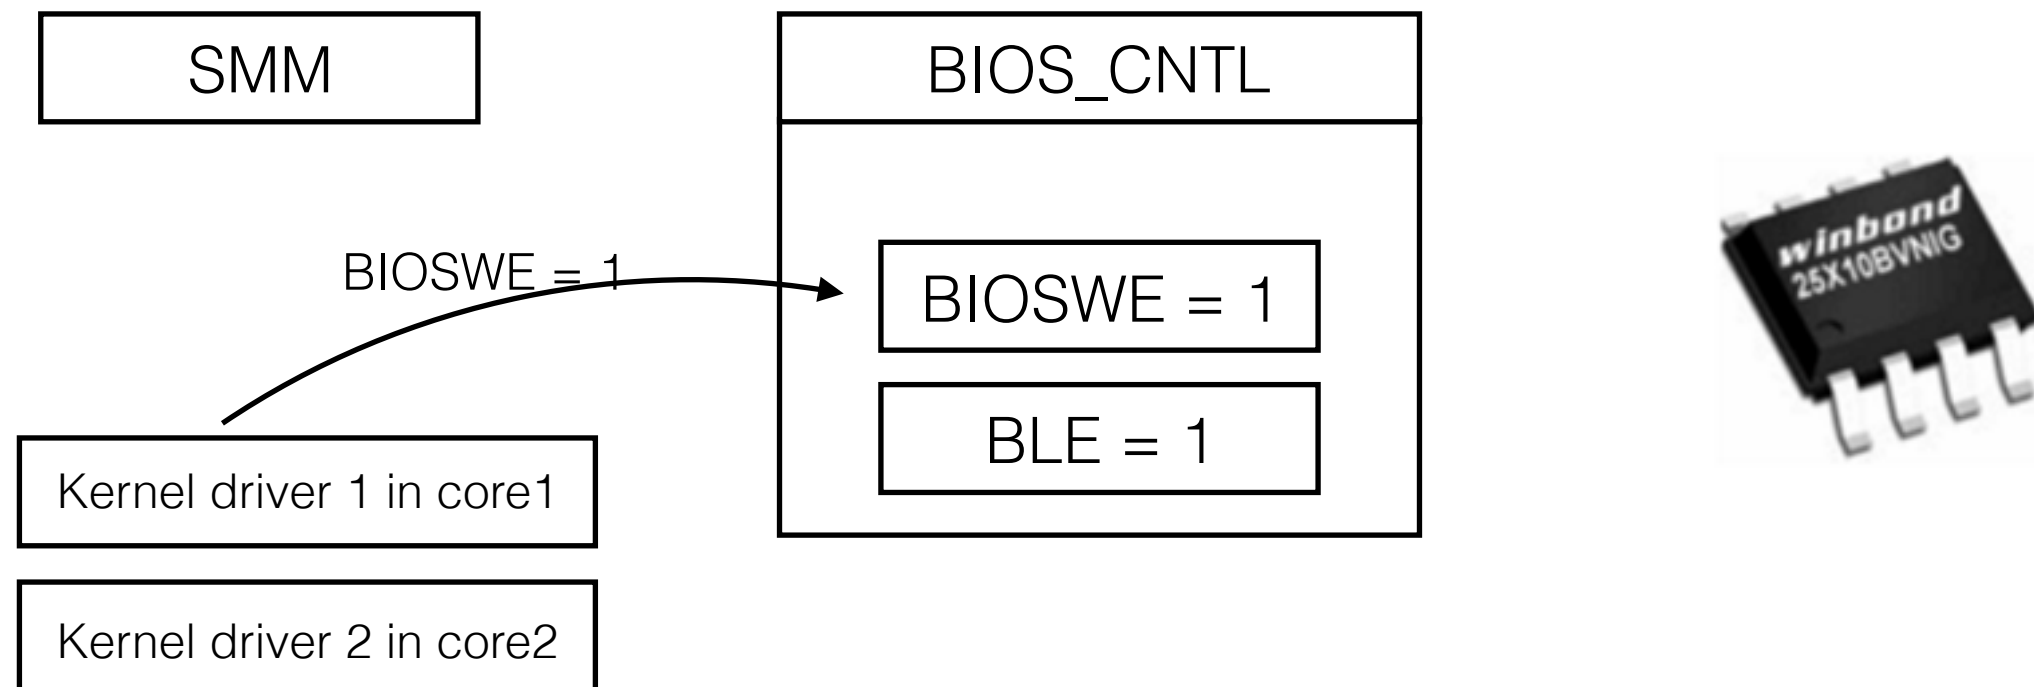 SMM
BIOS_CNTL
BIOSWE = 1
BIOSWE = 1
BLE = 1
Kernel driver 1 in core1
Kernel driver 2 in core2
winbond
25X10BVNIG